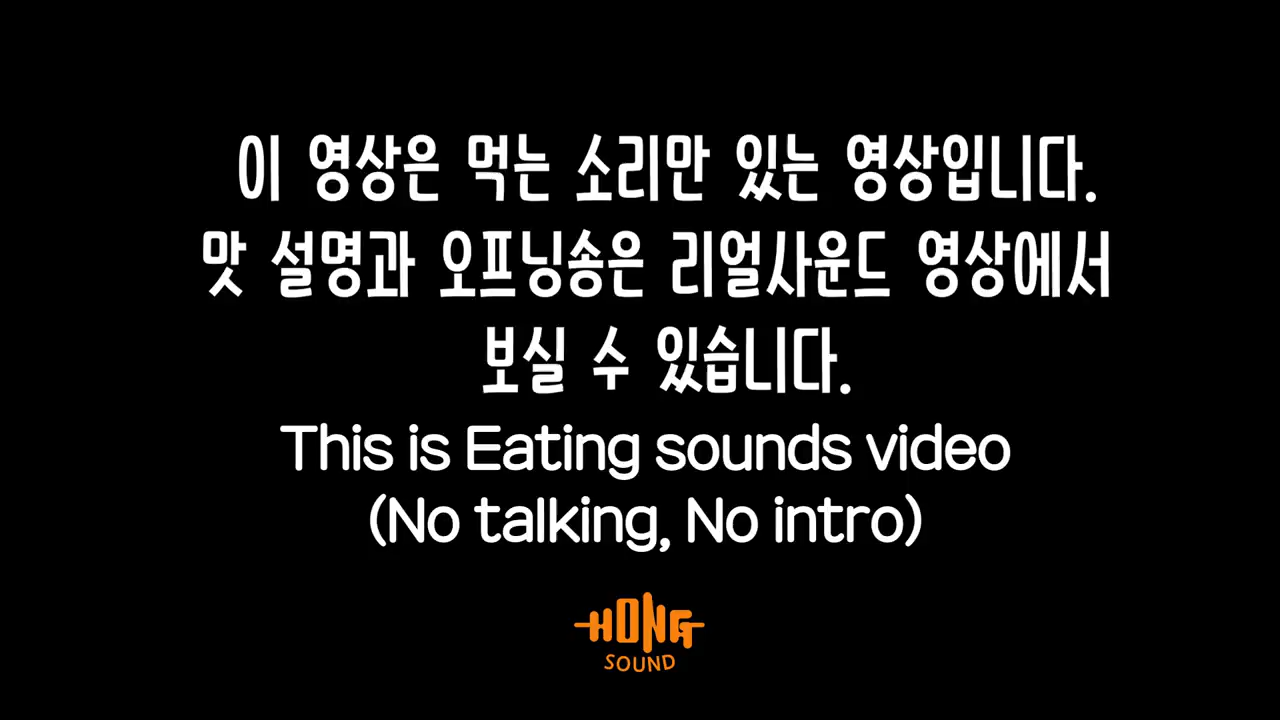 이 영상은 먹는 소리만 있는 영상입니다.
맛 설명과 오프닝송은 리얼사운드 영상에서
보실 수 있습니다.
This is Eating sounds video
(No talking, No intro)
HONG
SOUND